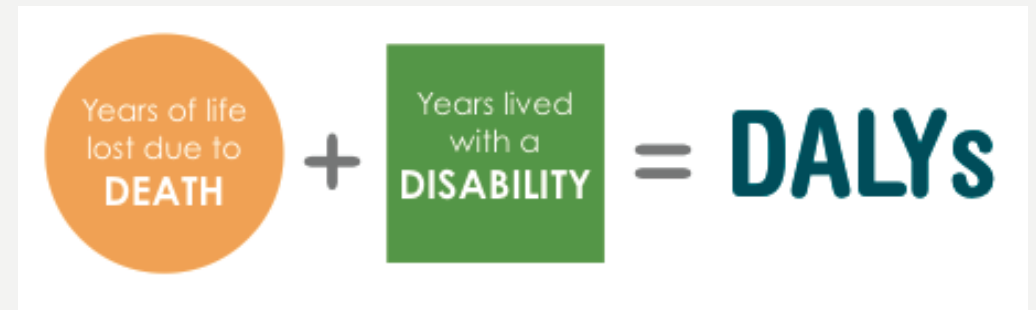 Years of life
lost due to
DEATH
+
Years lived
with a
DISABILITY
=
DALYs